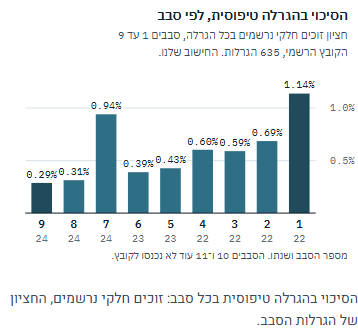 הסיכוי בהגרלה טיפוסית, לפי סבב
חציון זוכים חלקי נרשמים בכל הגרלה, סבבים 1 עד 9
הקובץ הרשמי, 635 הגרלות. החישוב שלנו.
1.14%
1.0%
0.94%
0.69%
0.60% 0.59%
0.5%
0.43%
0.39%
0.31%
0.29%
9 8 7 6 5 4 3 2 1
24 24 24 23 23 22 22 22 22
מספר הסבב ושנתו. הסבבים 10 ו־11 עוד לא נכנסו לקובץ.
הסיכוי בהגרלה טיפוסית בכל סבב: זוכים חלקי נרשמים, החציון
של הגרלות הסבב.